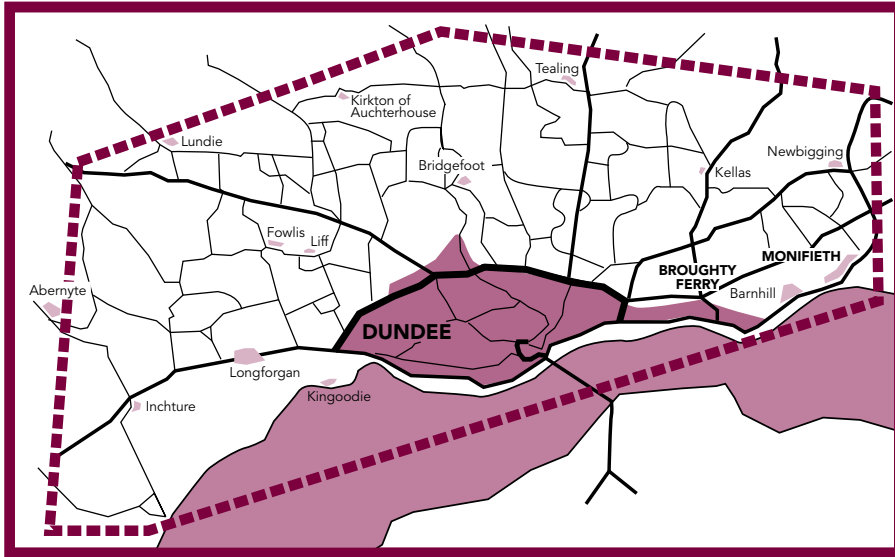 Tealing
Kirkton of
Auchterhouse
Lundie
Newbigging
Bridgefoot
Kellas
Fowlis
Liff
MONIFIETH
BROUGHTY
FERRY
Abernyte
Barnhill
DUNDEE
Longforgan
Kingoodie
Inchture